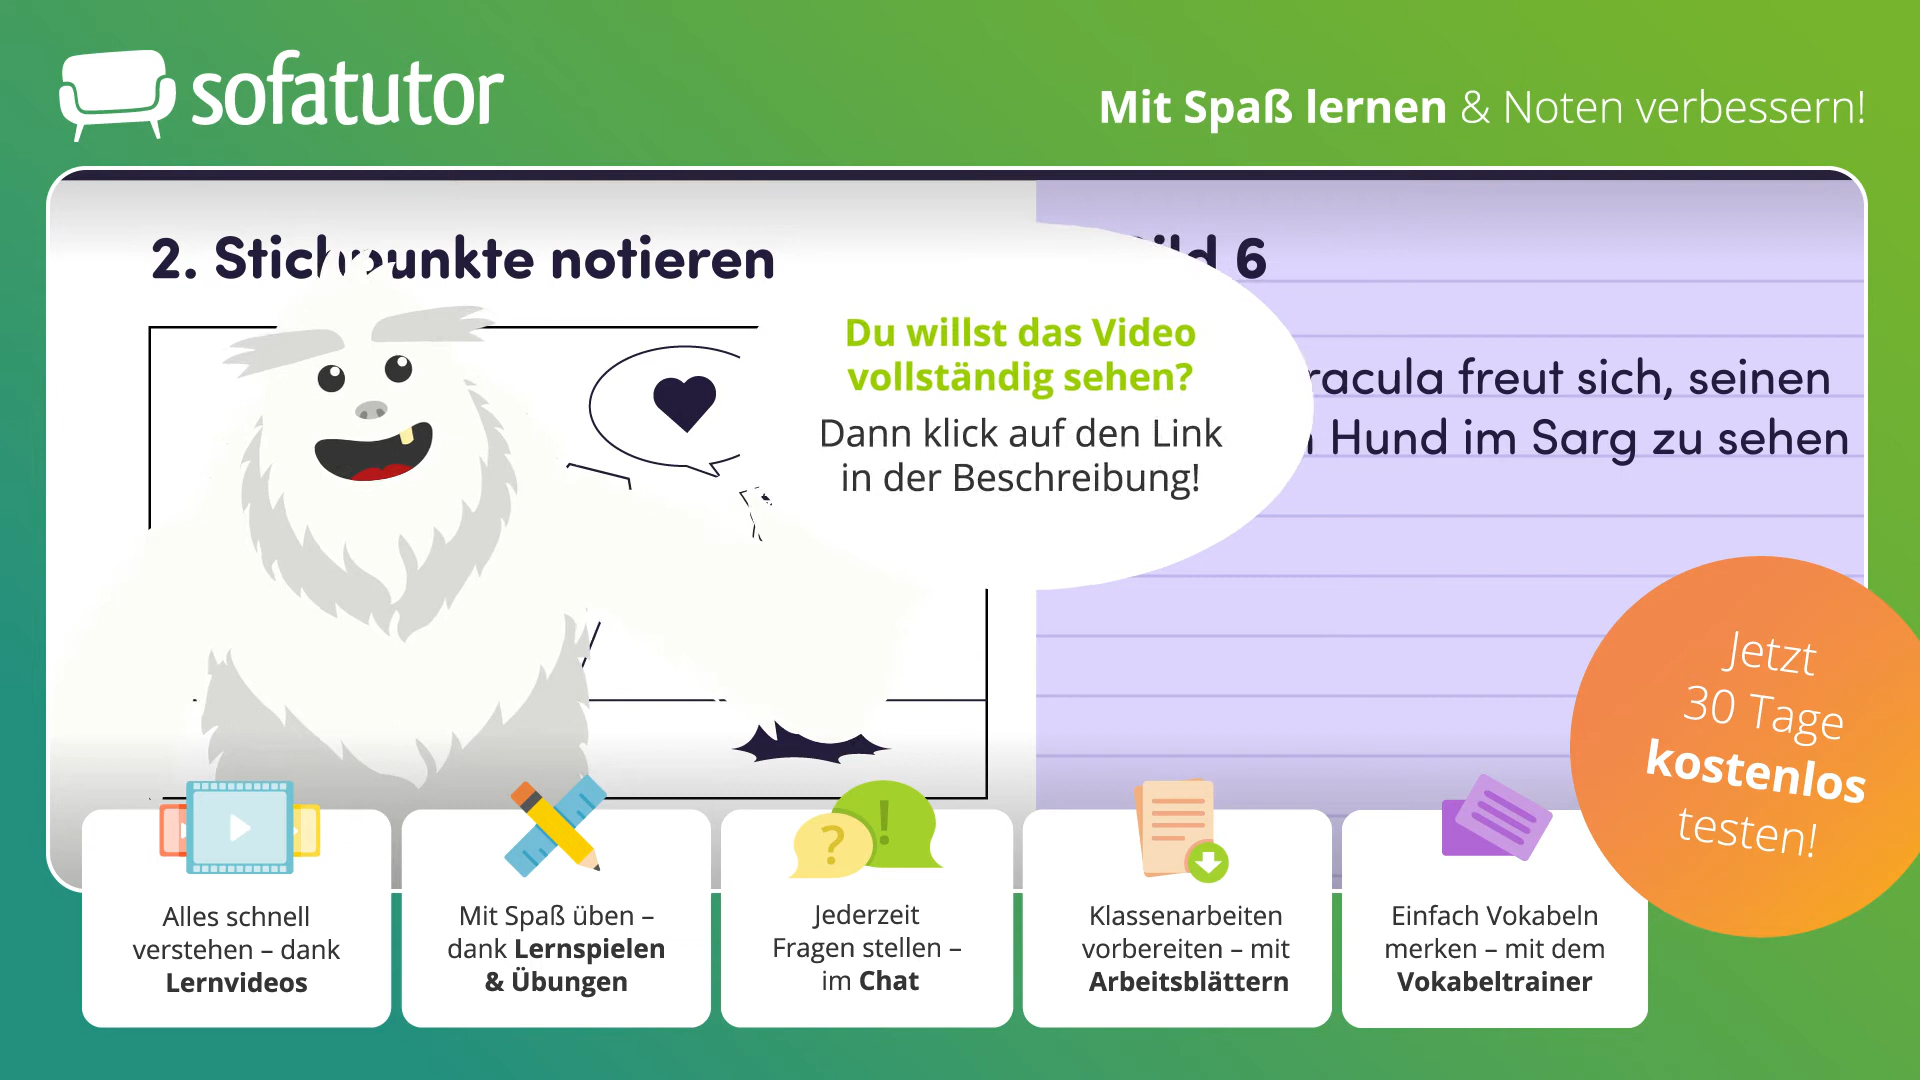 sofatutor
Mit Spaß lernen & Noten verbessern!
2. Stichpunkte notieren
6
Du willst das Video
vollständig sehen?
Dann klick auf den Link
in der Beschreibung!
freut sich, seinen
Hund im Sarg zu sehen
Jetzt
30 Tage
kostenlos
testen!
Alles schnell
verstehen – dank
Lernvideos
Mit Spaß üben –
dank Lernspielen
& Übungen
?
!
Jederzeit
Fragen stellen –
im Chat
Klassenarbeiten
vorbereiten – mit
Arbeitsblättern
Einfach Vokabeln
merken – mit dem
Vokabeltrainer